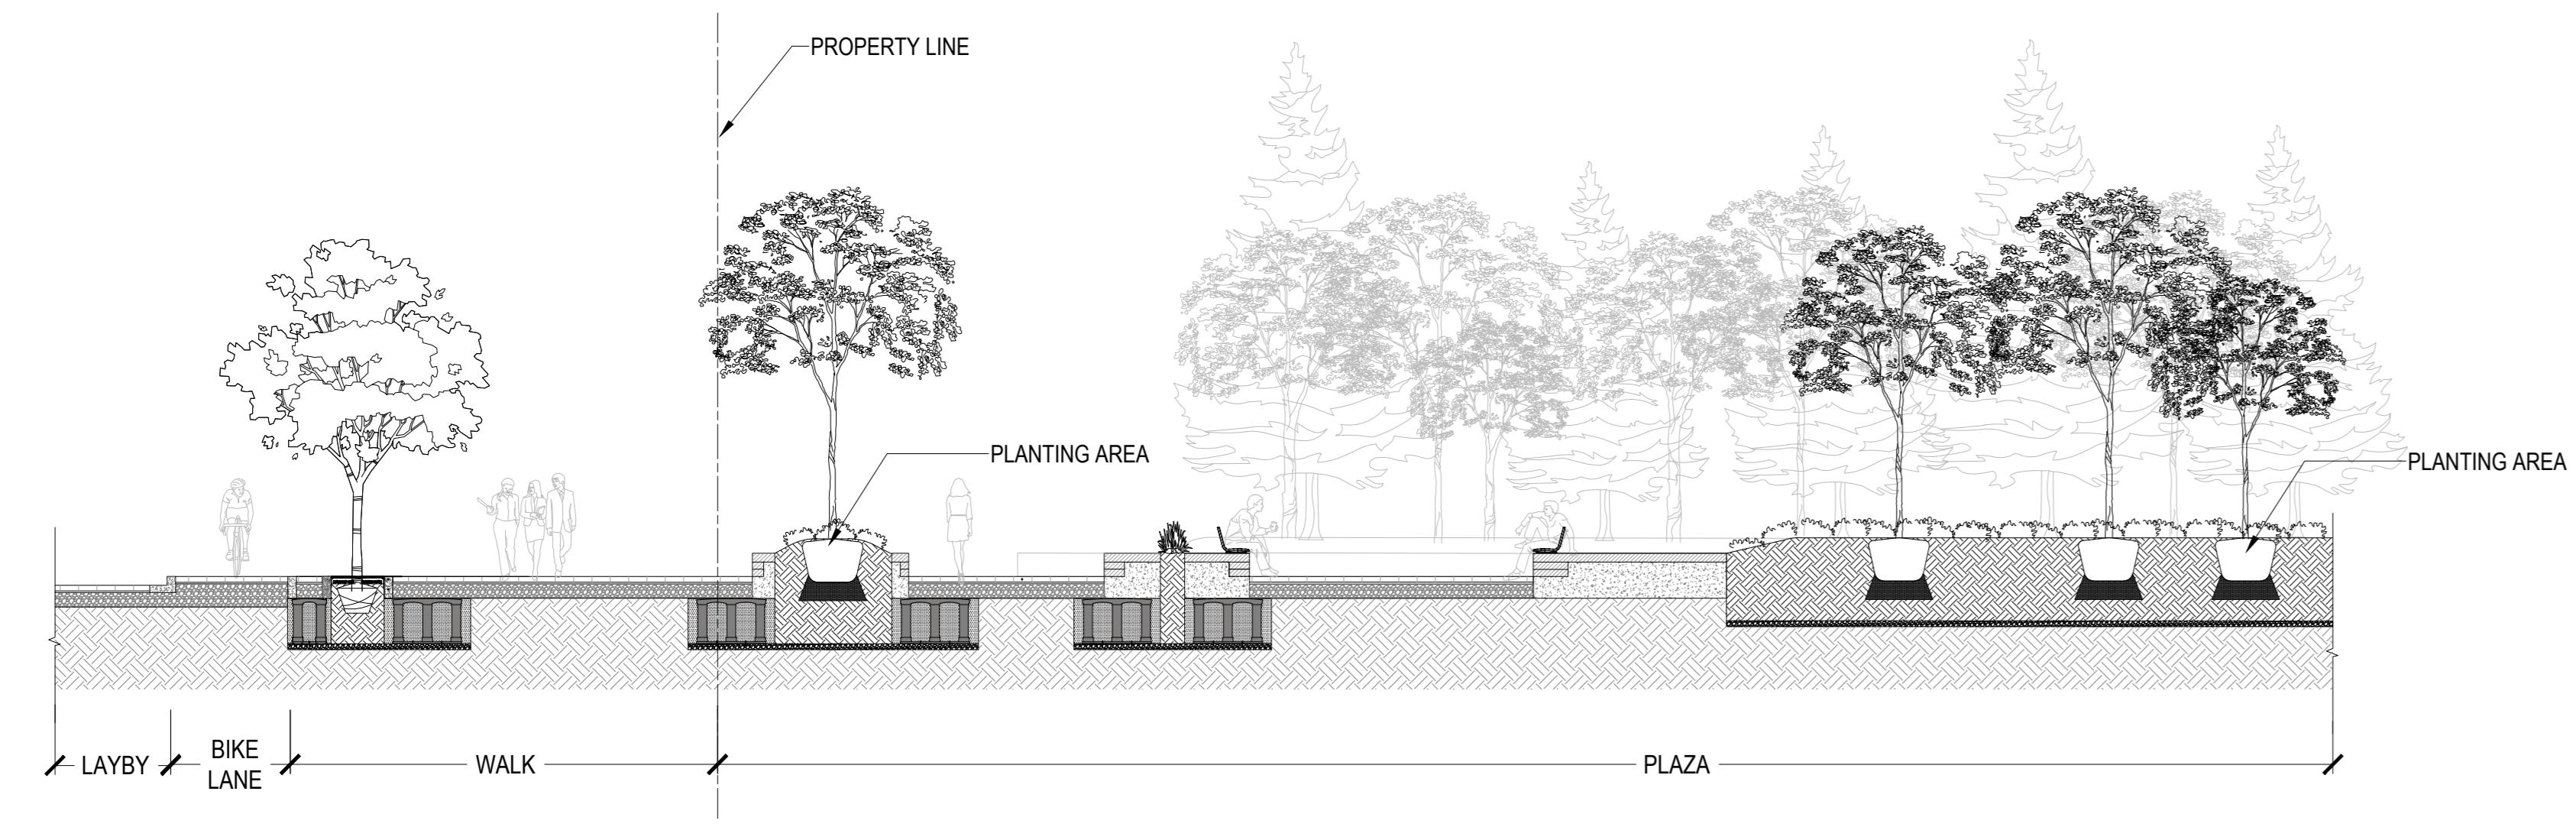 PROPERTY LINE
PLANTING AREA
PLANTING AREA
LAYBY
BIKE
LANE
WALK
PLAZA